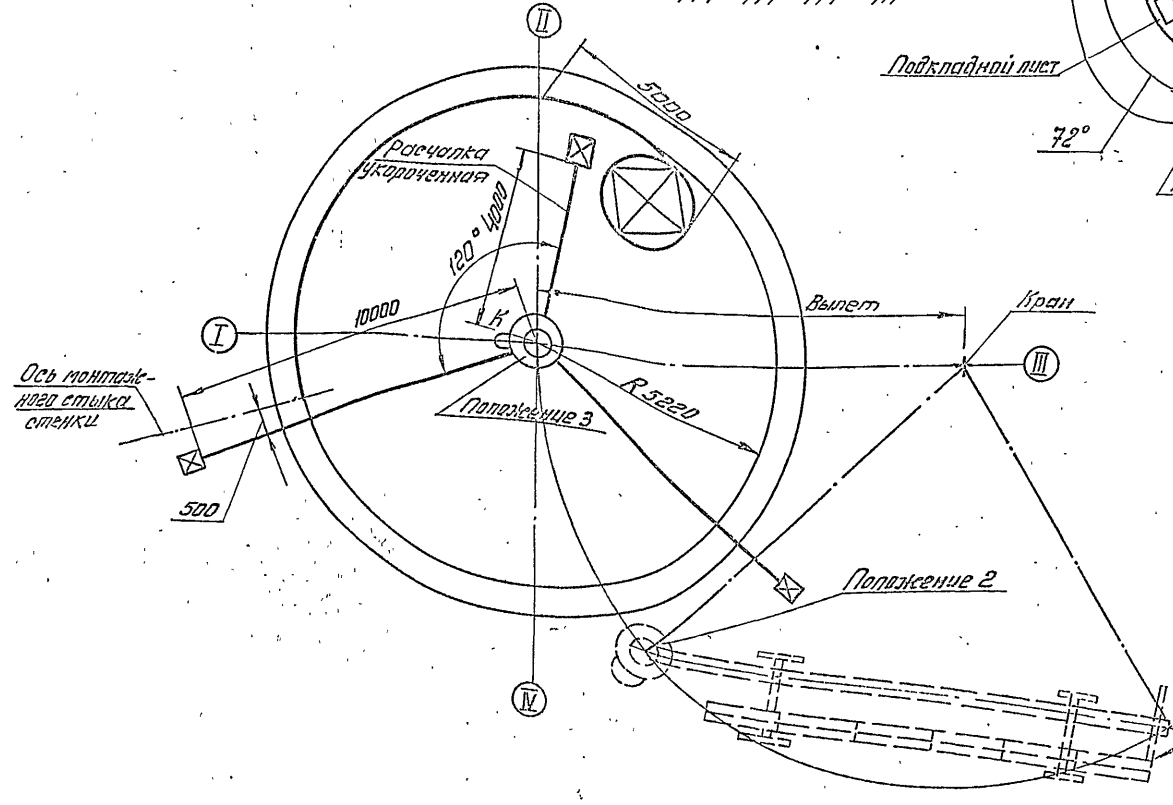 II
Подкладной лист
5000
72°
Расчалка
укороченная
4000
120°
10000
К
Вылет
Кран
I
III
Ось монтаж-
ного стыка
стенки
R 5220
Положение 3
500
Положение 2
IV